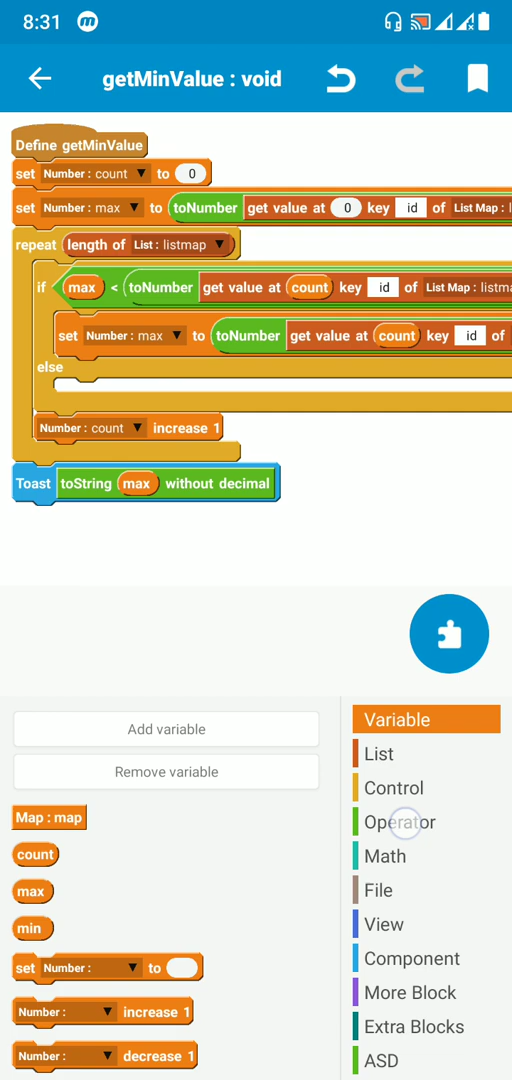 8:31
getMinValue : void
Define getMinValue
set Number : count to 0
set Number : max to toNumber get value at 0 key id of List Map : l
repeat length of List : listmap
if max < toNumber get value at count key id of List Map : listma
set Number : max to toNumber get value at count key id of
else
Number : count increase 1
Toast toString max without decimal
Add variable
Remove variable
Map : map
count
max
min
set Number : to
Number : increase 1
Number : decrease 1
Variable
List
Control
Operator
Math
File
View
Component
More Block
Extra Blocks
ASD